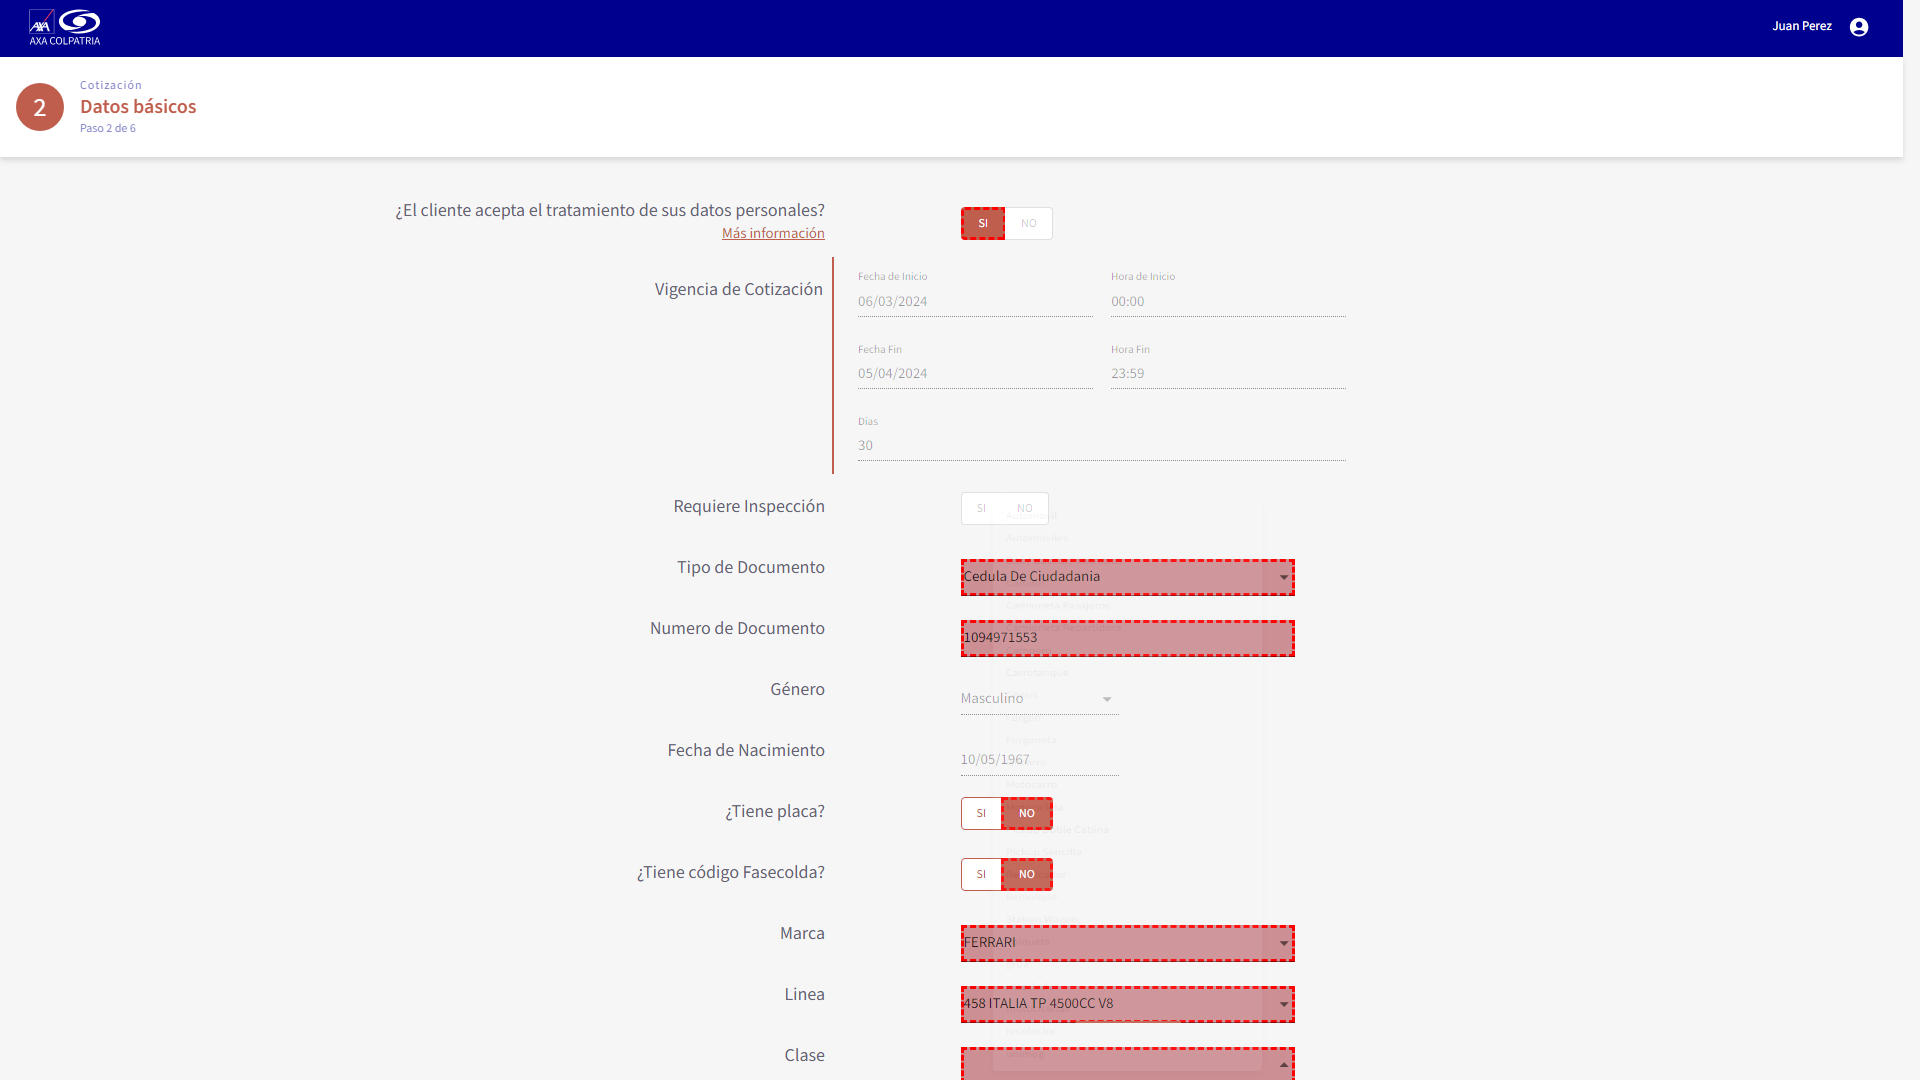 AXA
AXA COLPATRIA
Juan Perez
2
Cotización
Datos básicos
Paso 2 de 6
¿El cliente acepta el tratamiento de sus datos personales?
Más información
SI NO
Vigencia de Cotización
Fecha de Inicio Hora de Inicio
06/03/2024 00:00
Fecha Fin Hora Fin
05/04/2024 23:59
Días
30
Requiere Inspección
SI NO
Automóviles
Tipo de Documento
Cedula De Ciudadania
Numero de Documento
1094971553
Carrotanque
Género
Masculino
Fecha de Nacimiento
10/05/1967
¿Tiene placa?
SI NO
¿Tiene código Fasecolda?
SI NO
Marca
FERRARI
Linea
458 ITALIA TP 4500CC V8
Clase